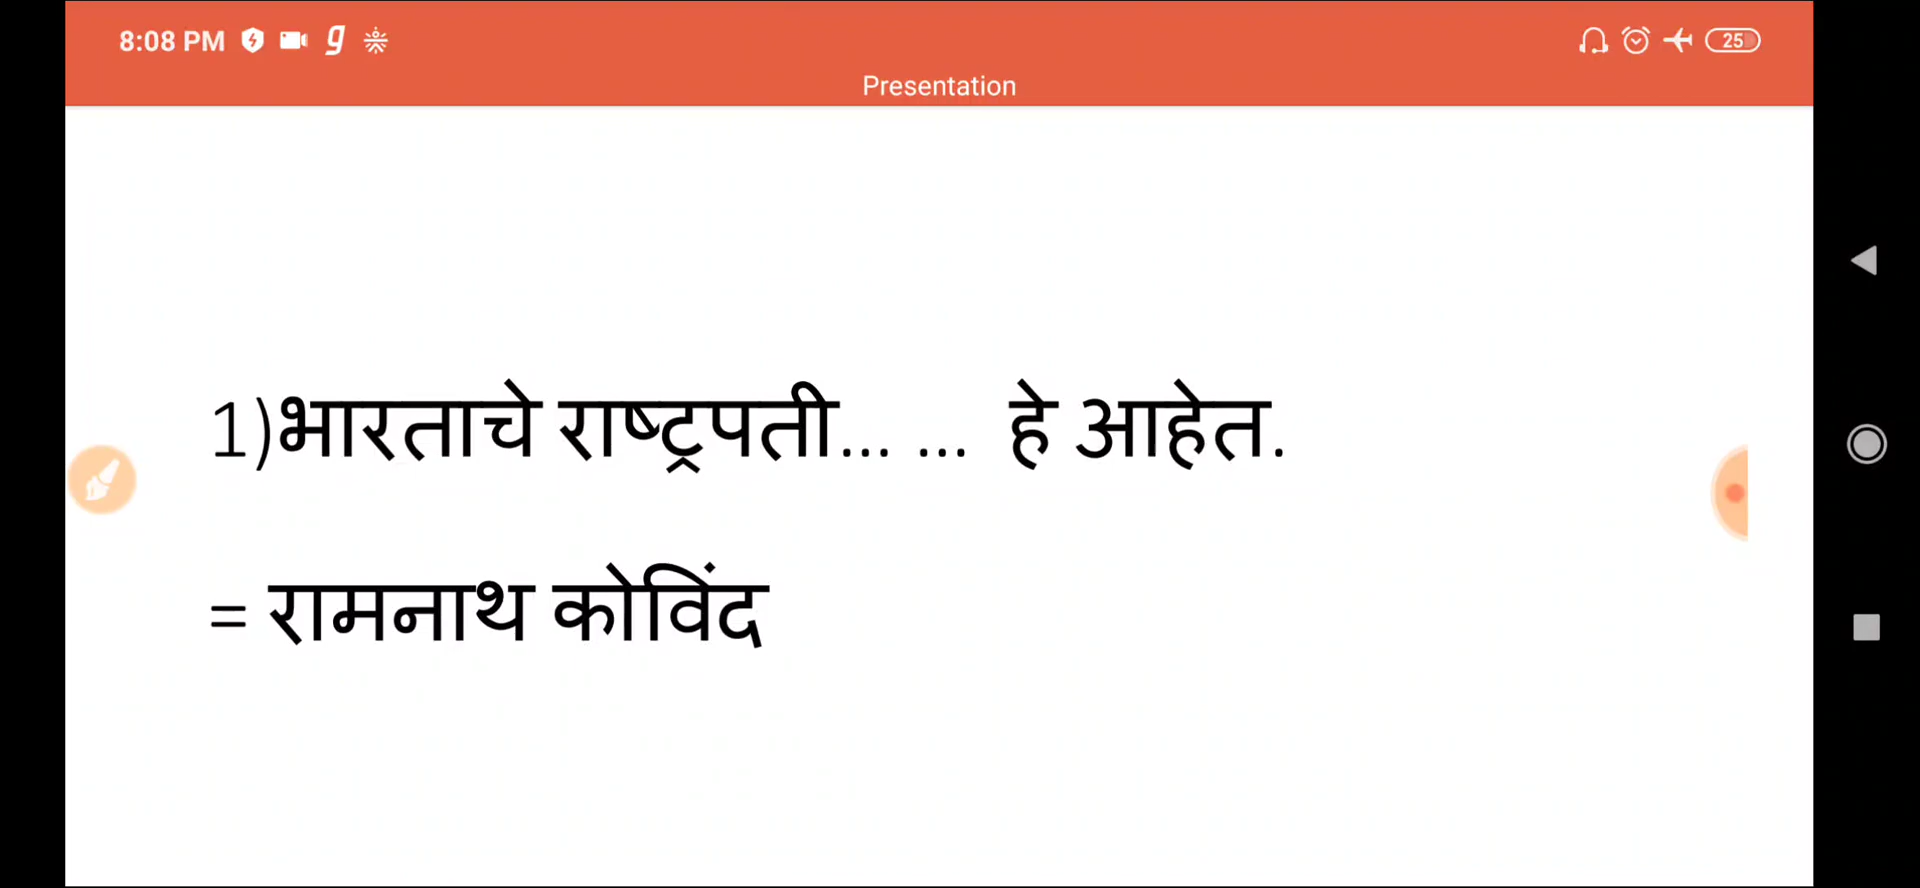 8:08 PM
25
Presentation
1)भारताचे राष्ट्रपती... ... हे आहेत.
= रामनाथ कोविंद